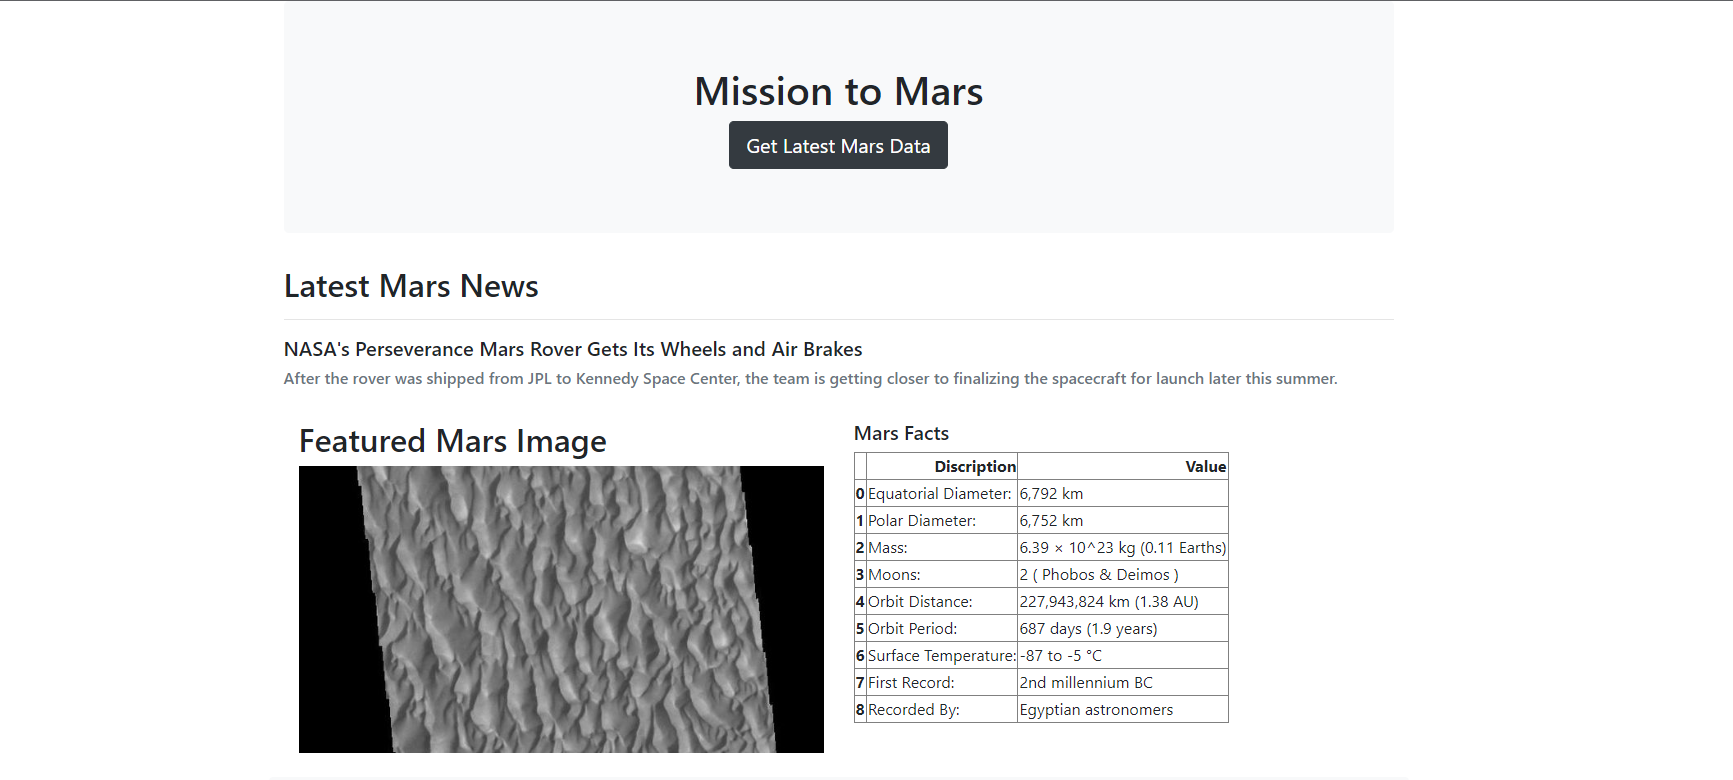 Mission to Mars
Get Latest Mars Data
Latest Mars News
NASA's Perseverance Mars Rover Gets Its Wheels and Air Brakes
After the rover was shipped from JPL to Kennedy Space Center, the team is getting closer to finalizing the spacecraft for launch later this summer.
Featured Mars Image
Mars Facts
Discription Value
0 Equatorial Diameter: 6,792 km
1 Polar Diameter: 6,752 km
2 Mass: 6.39 × 10^23 kg (0.11 Earths)
3 Moons: 2 ( Phobos & Deimos )
4 Orbit Distance: 227,943,824 km (1.38 AU)
5 Orbit Period: 687 days (1.9 years)
6 Surface Temperature: -87 to -5 °C
7 First Record: 2nd millennium BC
8 Recorded By: Egyptian astronomers